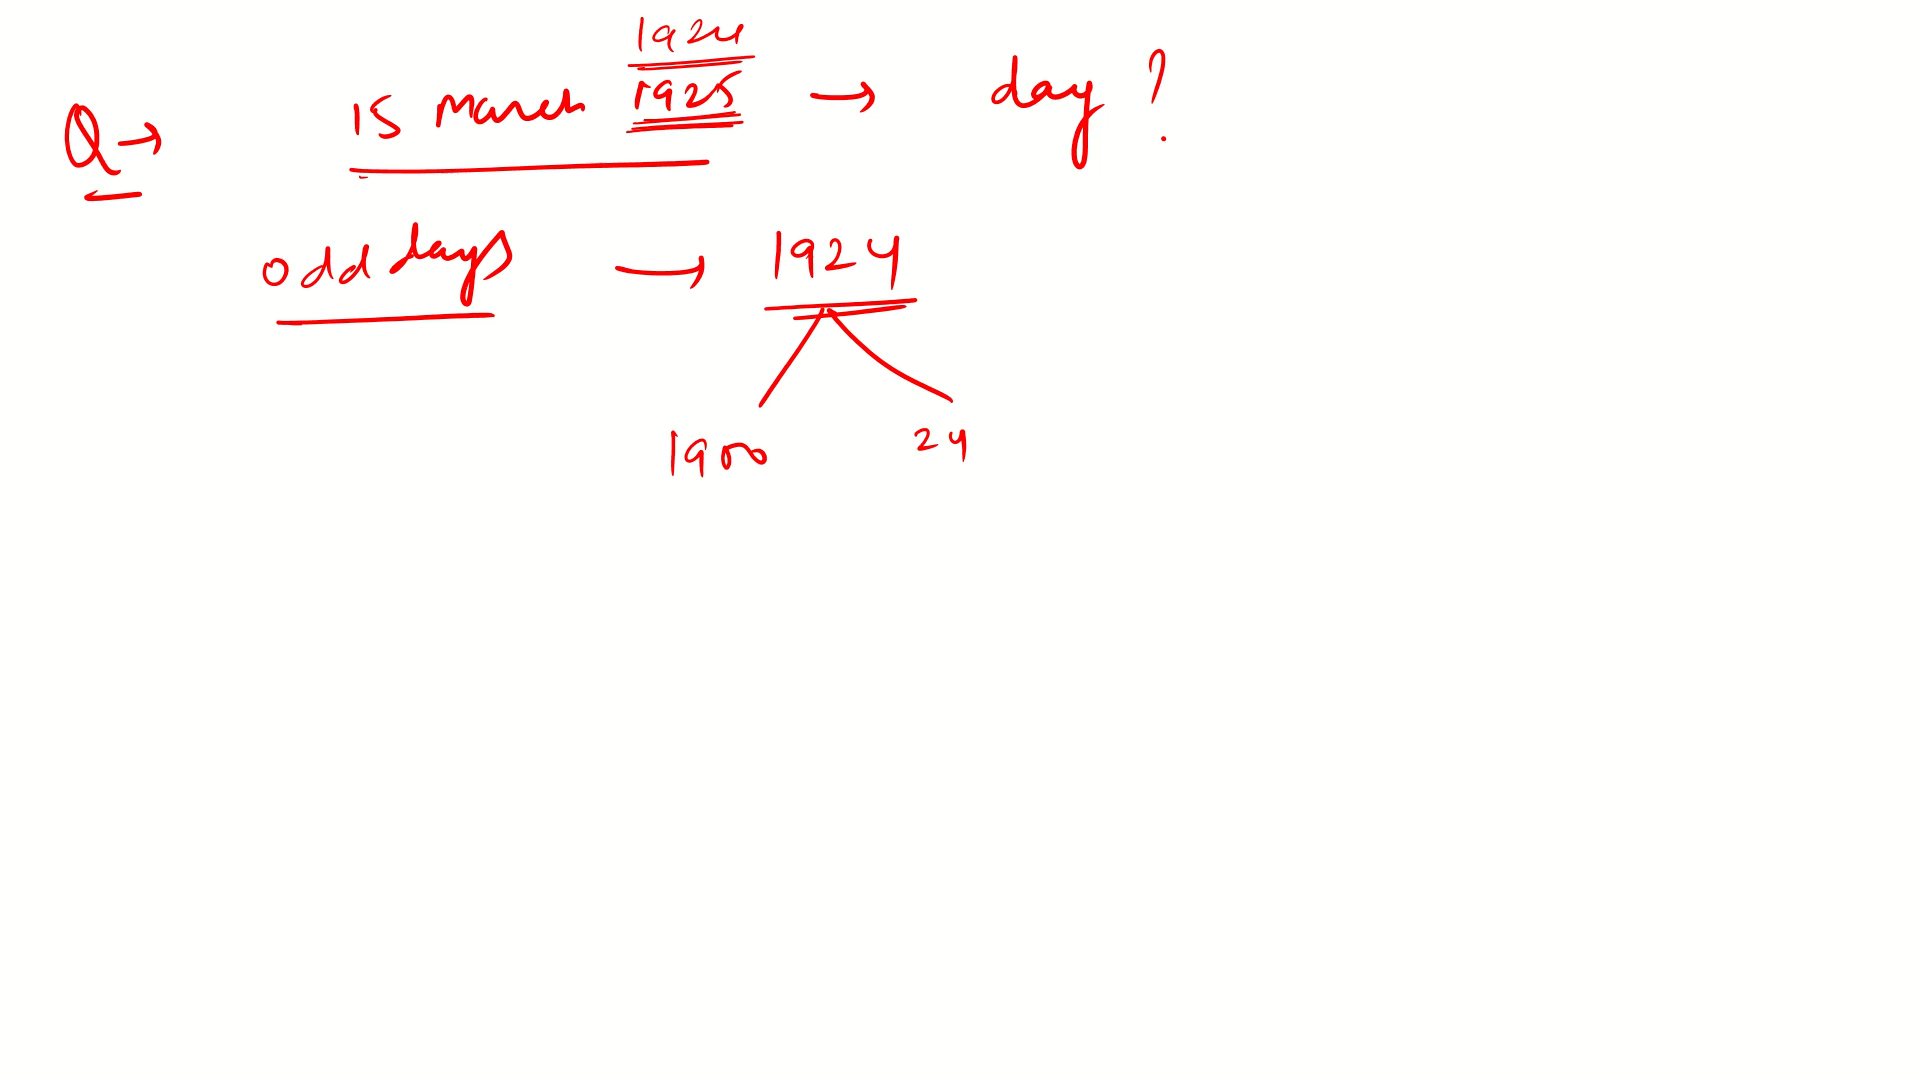 1924
Q→ 15 March 1925 → day ?
odd days → 1924
1900 24